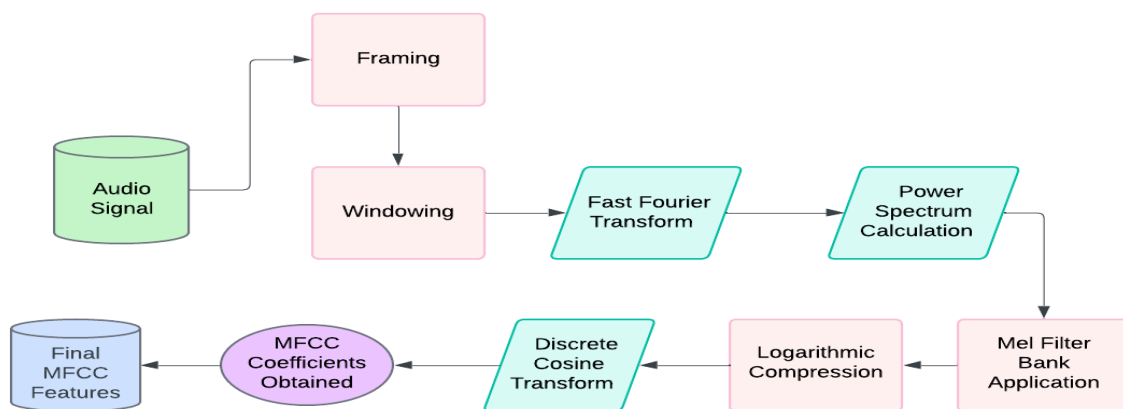 Framing
Audio
Signal
Windowing
Fast Fourier
Transform
Power
Spectrum
Calculation
Mel Filter
Bank
Application
Logarithmic
Compression
Discrete
Cosine
Transform
MFCC
Coefficients
Obtained
Final
MFCC
Features